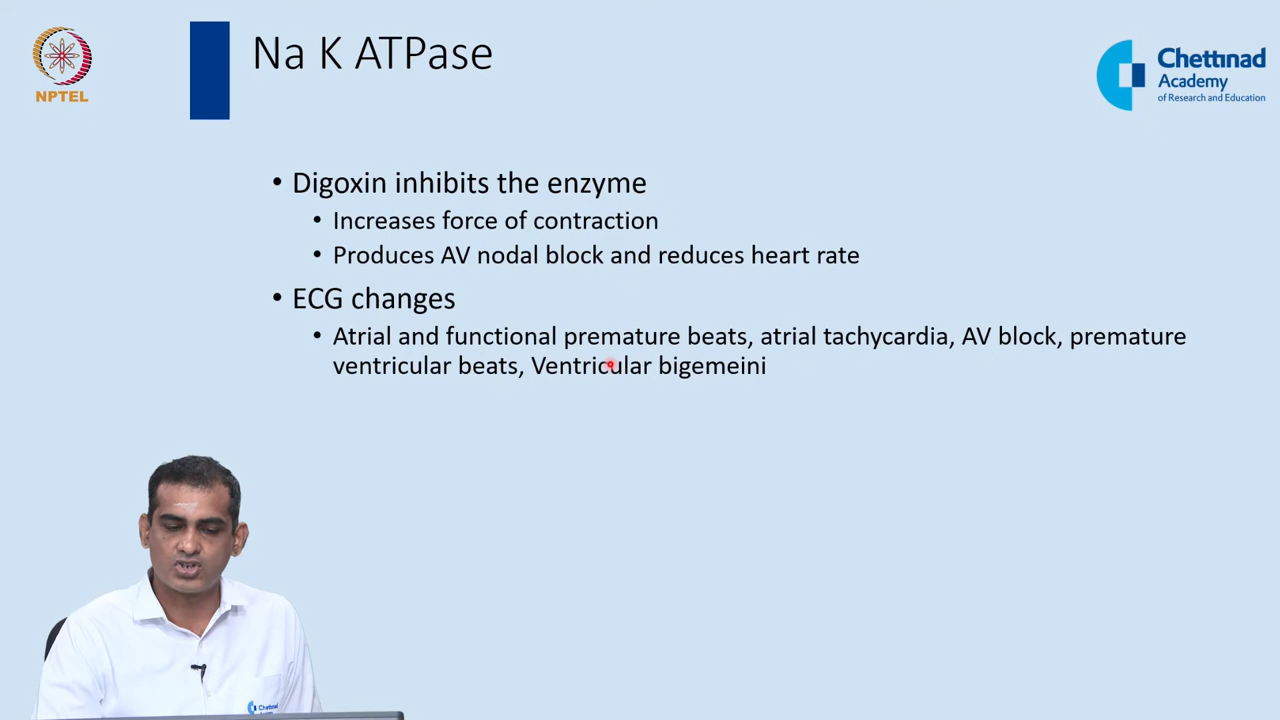 NPTEL
Na K ATPase
Chettinad
Academy
of Research and Education
• Digoxin inhibits the enzyme
• Increases force of contraction
• Produces AV nodal block and reduces heart rate
• ECG changes
• Atrial and functional premature beats, atrial tachycardia, AV block, premature
ventricular beats, Ventricular bigemeini
Chettinad